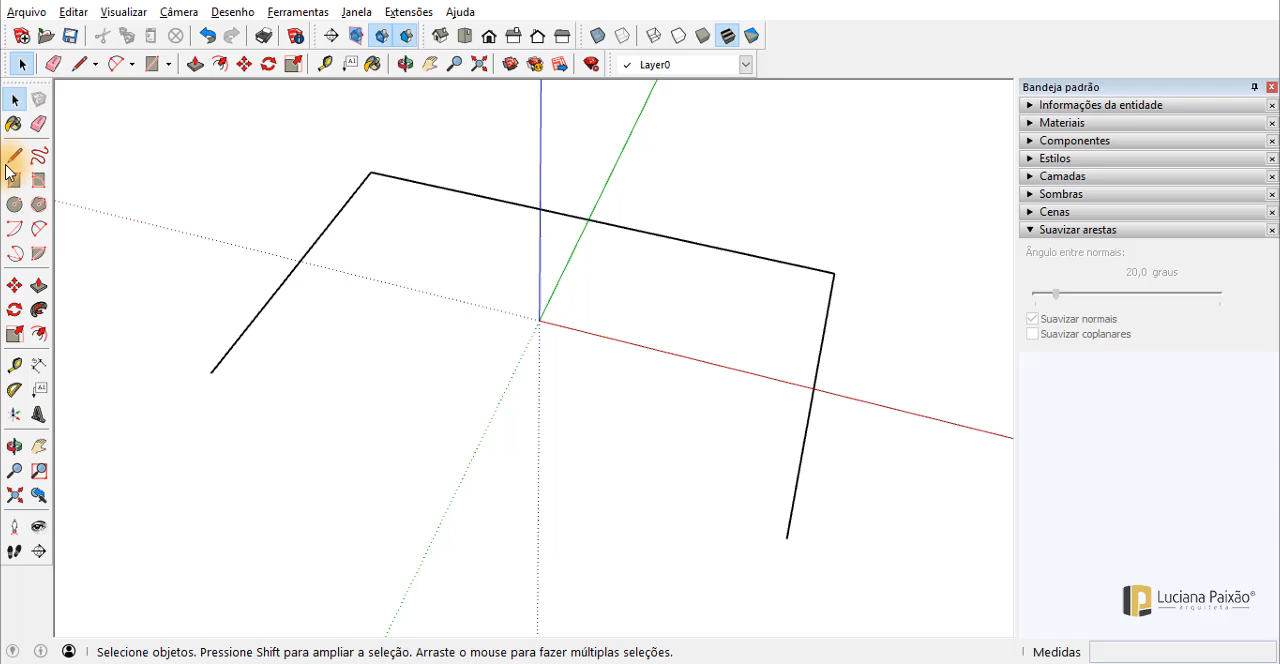 Arquivo Editar Visualizar Câmera Desenho Ferramentas Janela Extensões Ajuda
Layer0
Bandeja padrão
Informações da entidade
Materiais
Componentes
Estilos
Camadas
Sombras
Cenas
Suavizar arestas
Ângulo entre normais:
20,0 graus
Suavizar normais
Suavizar coplanares
Luciana Paixão®
arquiteta
Selecione objetos. Pressione Shift para ampliar a seleção. Arraste o mouse para fazer múltiplas seleções.
Medidas